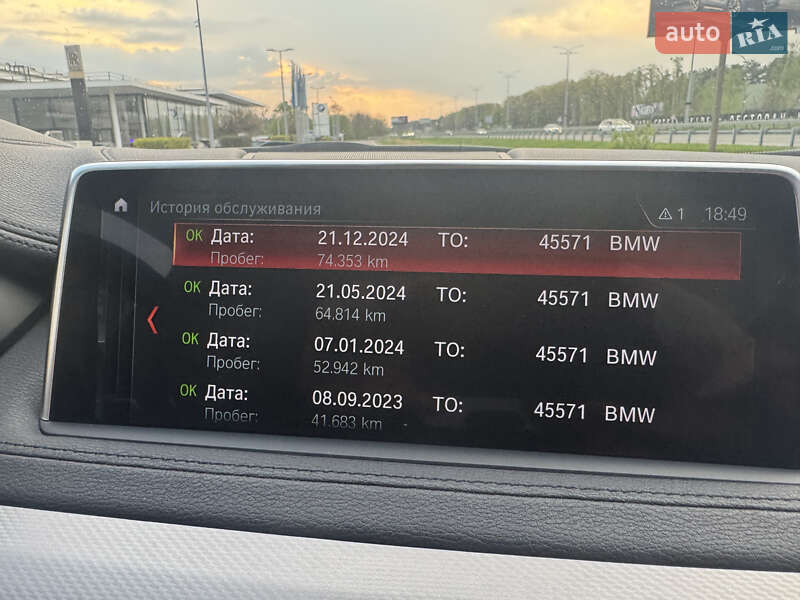 auto RIA .com
История обслуживания
1 18:49
OK Дата: 21.12.2024 ТО: 45571 BMW
Пробег: 74.353 km
OK Дата: 21.05.2024 ТО: 45571 BMW
Пробег: 64.814 km
OK Дата: 07.01.2024 ТО: 45571 BMW
Пробег: 52.942 km
OK Дата: 08.09.2023 ТО: 45571 BMW
Пробег: 41.683 km -